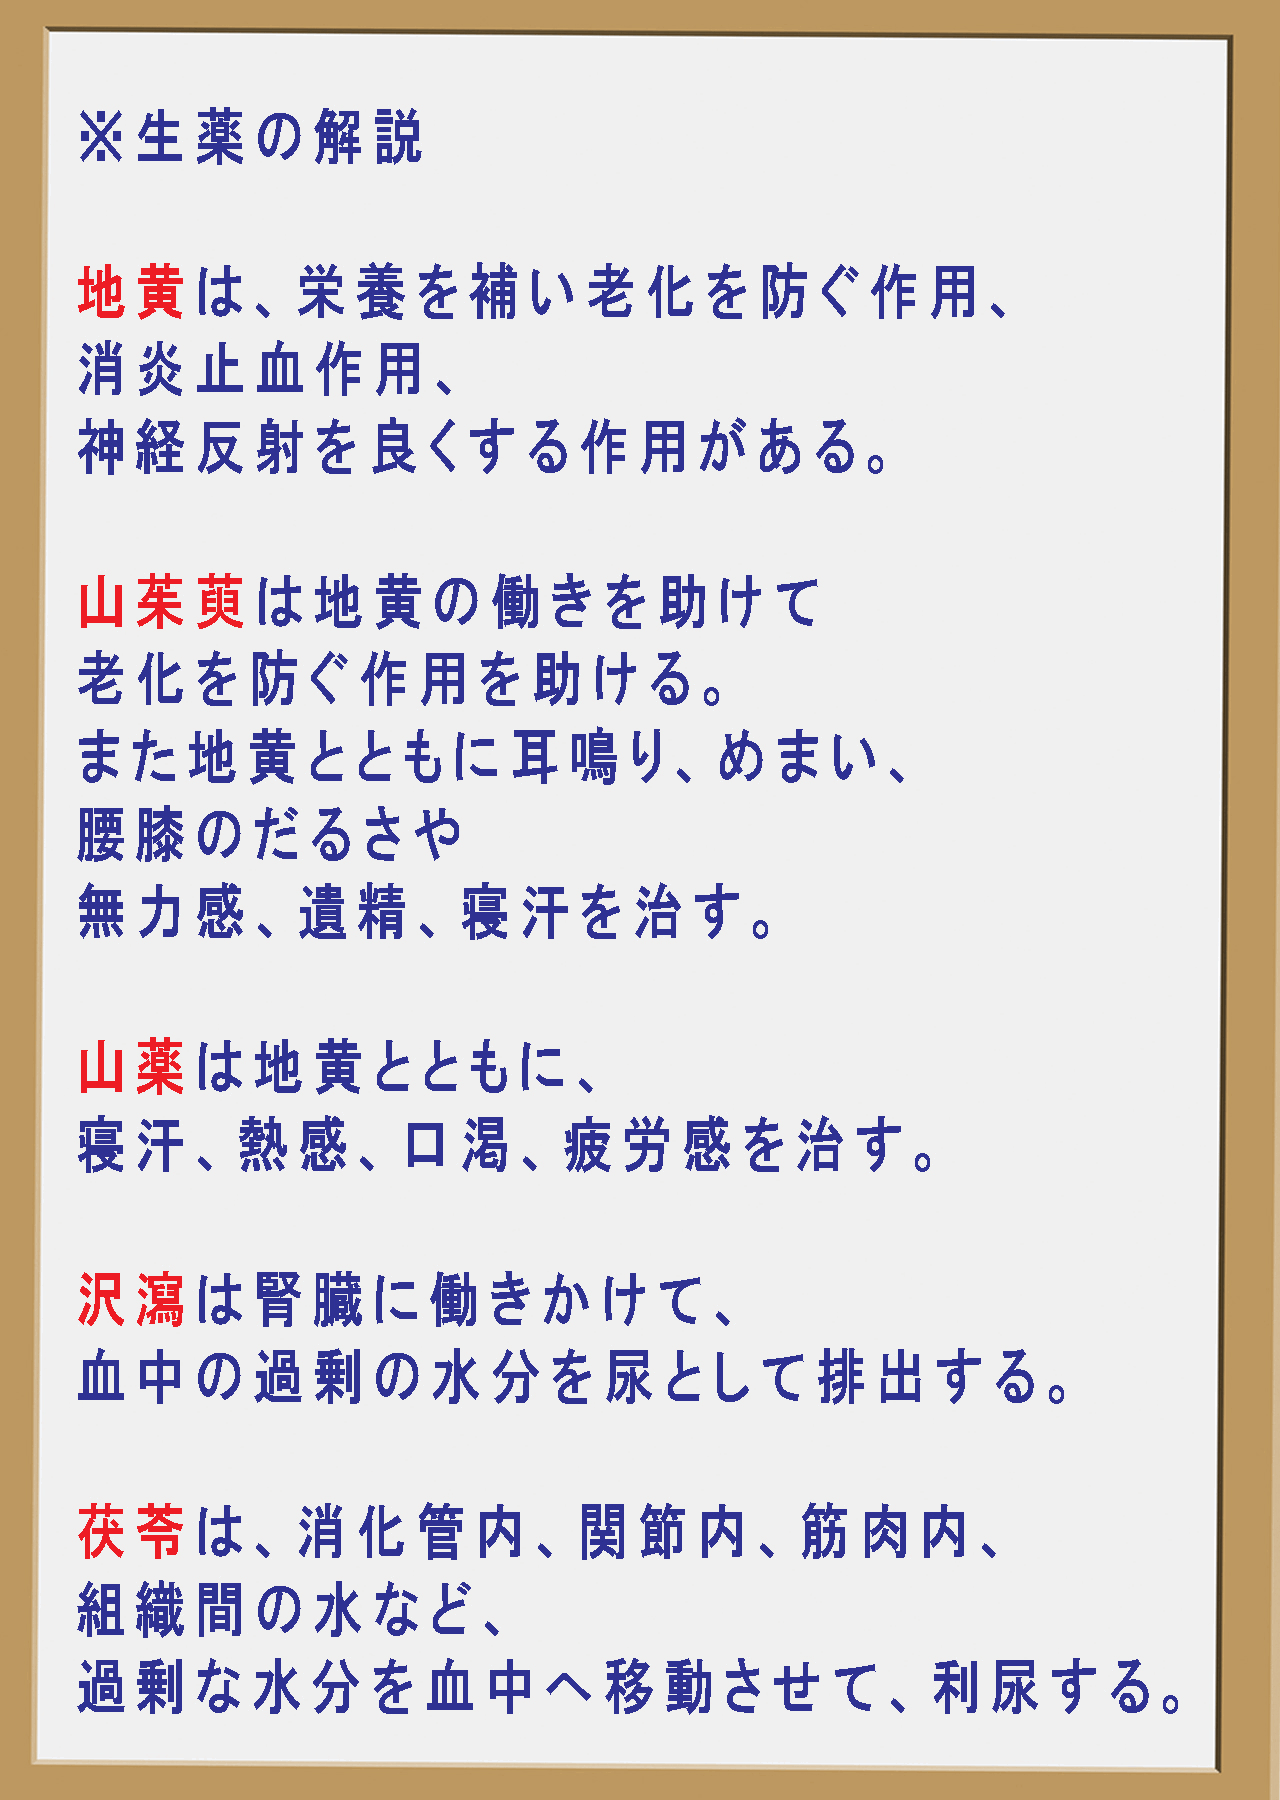 ※生薬の解説
地黄は、栄養を補い老化を防ぐ作用、
消炎止血作用、
神経反射を良くする作用がある。
山茱萸は地黄の働きを助けて
老化を防ぐ作用を助ける。
また地黄とともに耳鳴り、めまい、
腰膝のだるさや
無力感、遺精、寝汗を治す。
山薬は地黄とともに、
寝汗、熱感、口渇、疲労感を治す。
沢瀉は腎臓に働きかけて、
血中の過剰の水分を尿として排出する。
茯苓は、消化管内、関節内、筋肉内、
組織間の水など、
過剰な水分を血中へ移動させて、利尿する。